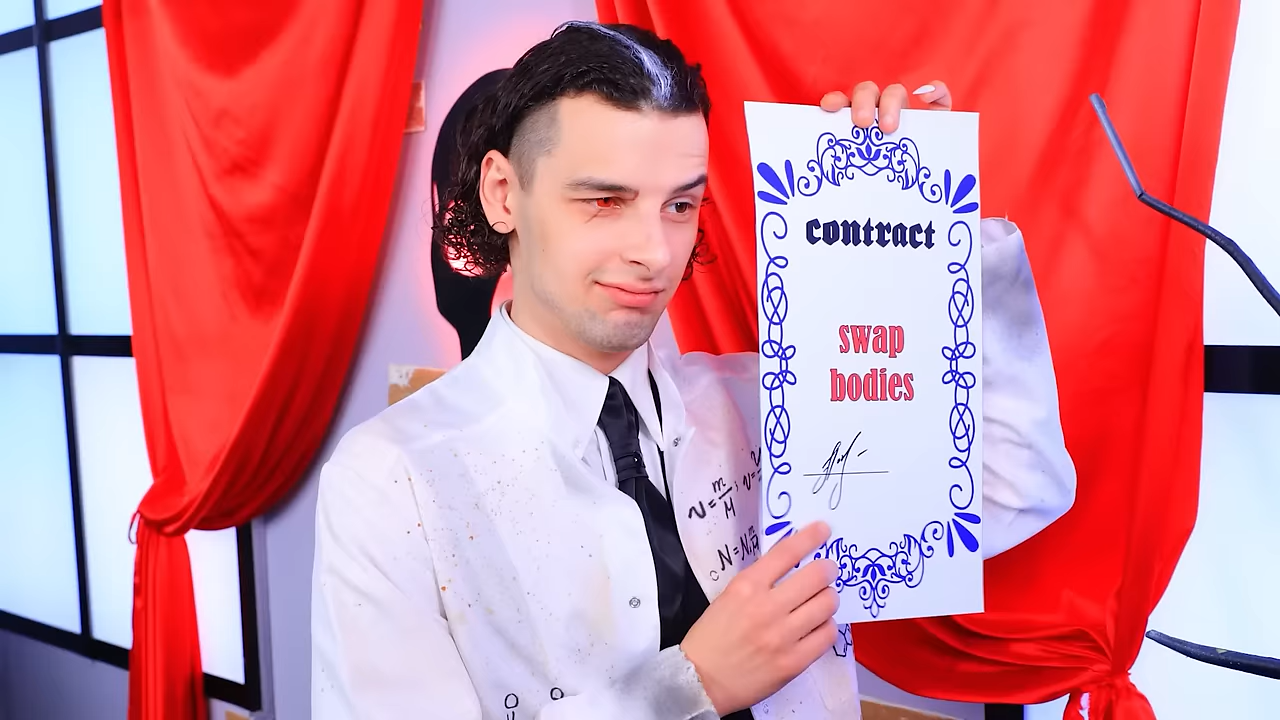 contract
swap
bodies
n = m/M ;
N = N